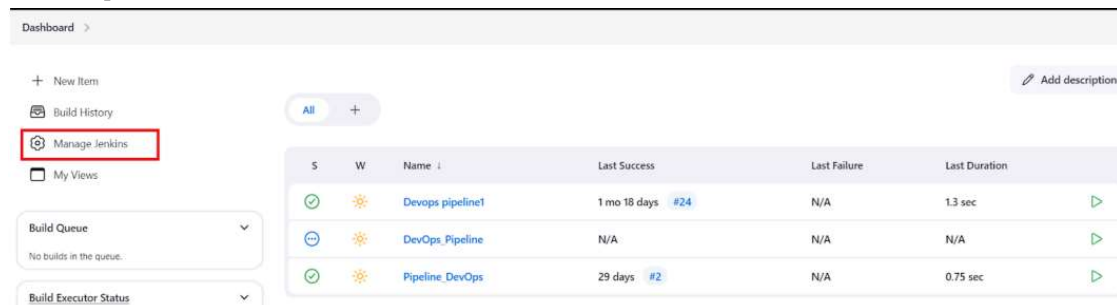 Dashboard >
+ New Item
Build History
Manage Jenkins
My Views
Build Queue
No builds in the queue.
Build Executor Status
Add description
All +
S W Name ↓ Last Success Last Failure Last Duration
Devops pipeline1 1 mo 18 days #24 N/A 1.3 sec
DevOps_Pipeline N/A N/A N/A
Pipeline_DevOps 29 days #2 N/A 0.75 sec